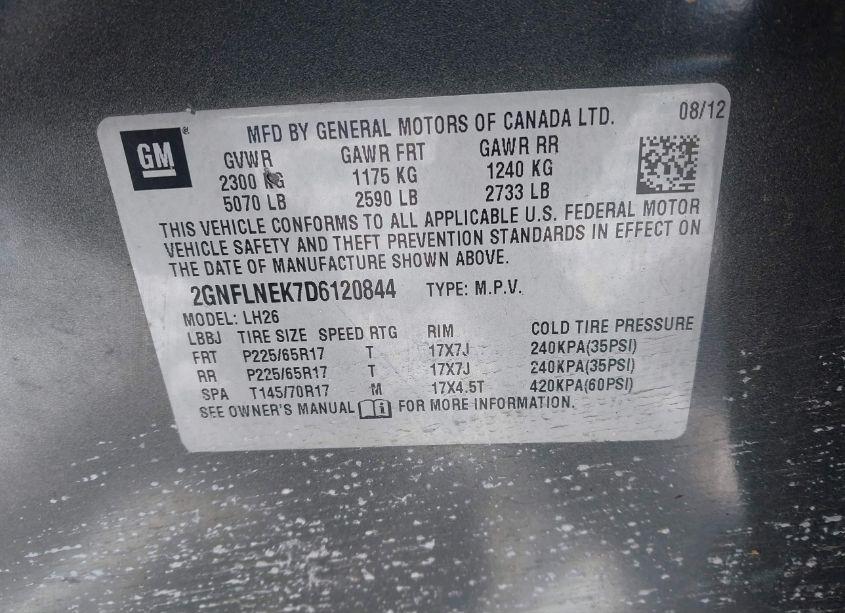 GM ®
MFD BY GENERAL MOTORS OF CANADA LTD. 08/12
GVWR GAWR FRT GAWR RR
2300 KG 1175 KG 1240 KG
5070 LB 2590 LB 2733 LB
THIS VEHICLE CONFORMS TO ALL APPLICABLE U.S. FEDERAL MOTOR
VEHICLE SAFETY AND THEFT PREVENTION STANDARDS IN EFFECT ON
THE DATE OF MANUFACTURE SHOWN ABOVE.
2GNFLNEK7D6120844 TYPE: M.P.V.
MODEL: LH26
LBBJ TIRE SIZE SPEED RTG RIM COLD TIRE PRESSURE
FRT P225/65R17 T 17X7J 240KPA(35PSI)
RR P225/65R17 T 17X7J 240KPA(35PSI)
SPA T145/70R17 M 17X4.5T 420KPA(60PSI)
SEE OWNER'S MANUAL FOR MORE INFORMATION.